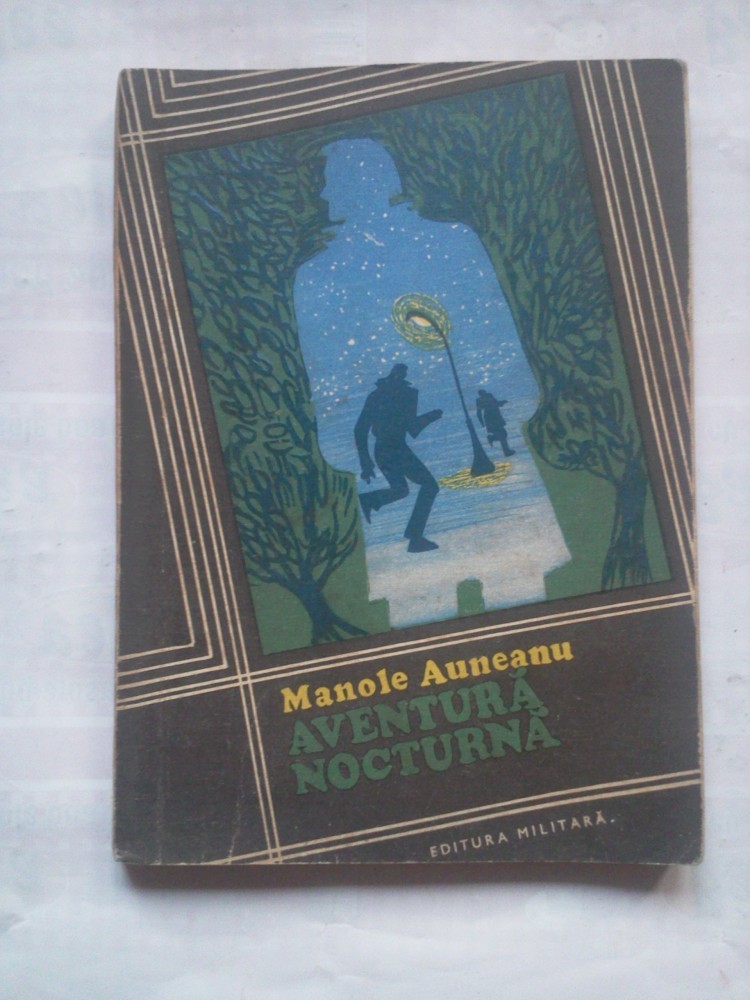 Manole Auneanu
AVENTURĂ
NOCTURNĂ
EDITURA MILITARĂ.